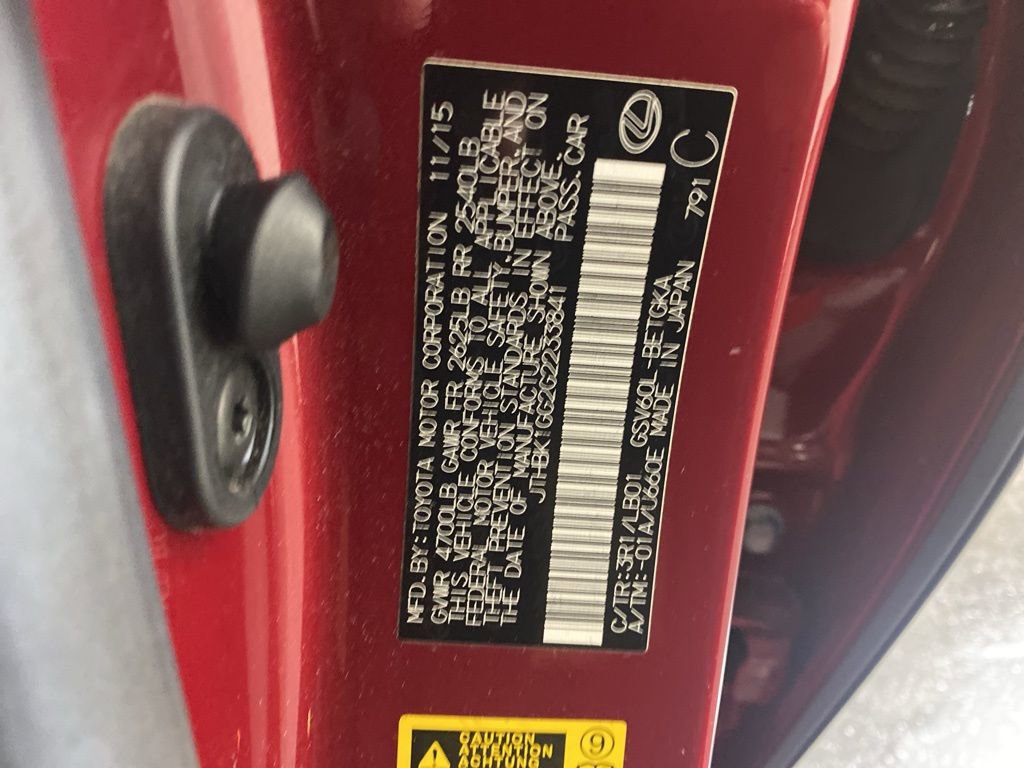 MFD.BY:TOYOTA MOTOR CORPORATION 11/15
GVWR 4700LB GAWR FR 2625LB RR 2540LB
THIS VEHICLE CONFORMS TO ALL APPLICABLE
FEDERAL MOTOR VEHICLE SAFETY,BUMPER,AND
THEFT PREVENTION STANDARDS IN EFFECT ON
THE DATE OF MANUFACTURE SHOWN ABOVE.
JTHBK1GG2G2233841 PASS.CAR
C/TR:3R1/LB01 GSV60L-BETGKA
A/TM:-01A/U660E MADE IN JAPAN 791
C
CAUTION
ATTENTION
ACHTUNG
9